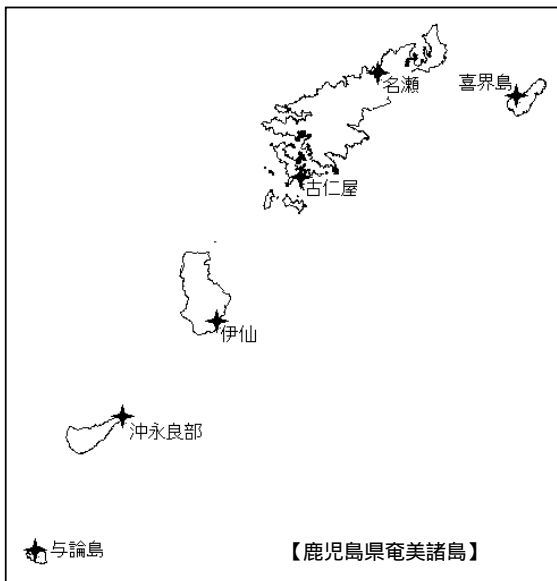 名瀬
喜界島
古仁屋
伊仙
沖永良部
与論島
【鹿児島県奄美諸島】